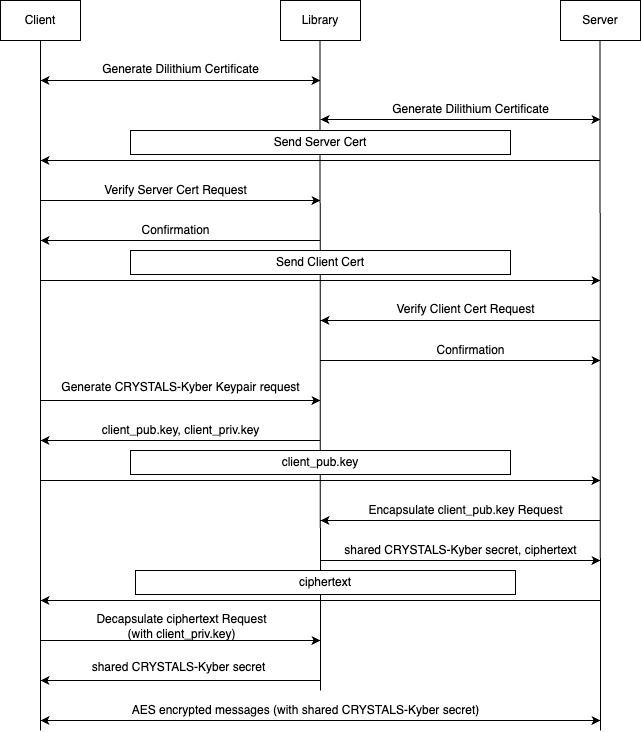 Client
Library
Server
Generate Dilithium Certificate
Generate Dilithium Certificate
Send Server Cert
Verify Server Cert Request
Confirmation
Send Client Cert
Verify Client Cert Request
Confirmation
Generate CRYSTALS-Kyber Keypair request
client_pub.key, client_priv.key
client_pub.key
Encapsulate client_pub.key Request
shared CRYSTALS-Kyber secret, ciphertext
ciphertext
Decapsulate ciphertext Request
(with client_priv.key)
shared CRYSTALS-Kyber secret
AES encrypted messages (with shared CRYSTALS-Kyber secret)